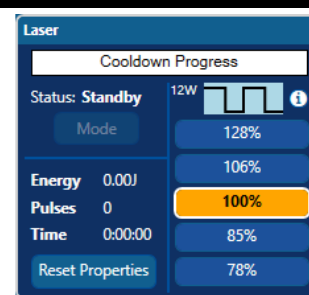 Laser
Cooldown Progress
Status: Standby
Mode
Energy 0.00J
Pulses 0
Time 0:00:00
Reset Properties
12W
128%
106%
100%
85%
78%